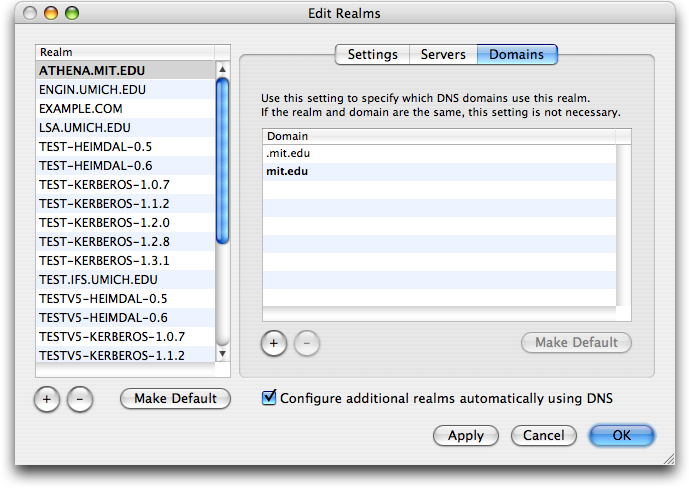 Edit Realms
Realm
ATHENA.MIT.EDU
ENGIN.UMICH.EDU
EXAMPLE.COM
LSA.UMICH.EDU
TEST-HEIMDAL-0.5
TEST-HEIMDAL-0.6
TEST-KERBEROS-1.0.7
TEST-KERBEROS-1.1.2
TEST-KERBEROS-1.2.0
TEST-KERBEROS-1.2.8
TEST-KERBEROS-1.3.1
TEST.IFS.UMICH.EDU
TESTV5-HEIMDAL-0.5
TESTV5-HEIMDAL-0.6
TESTV5-KERBEROS-1.0.7
TESTV5-KERBEROS-1.1.2
+ - Make Default
Settings Servers Domains
Use this setting to specify which DNS domains use this realm.
If the realm and domain are the same, this setting is not necessary.
Domain
.mit.edu
mit.edu
+ - Make Default
Configure additional realms automatically using DNS
Apply Cancel OK